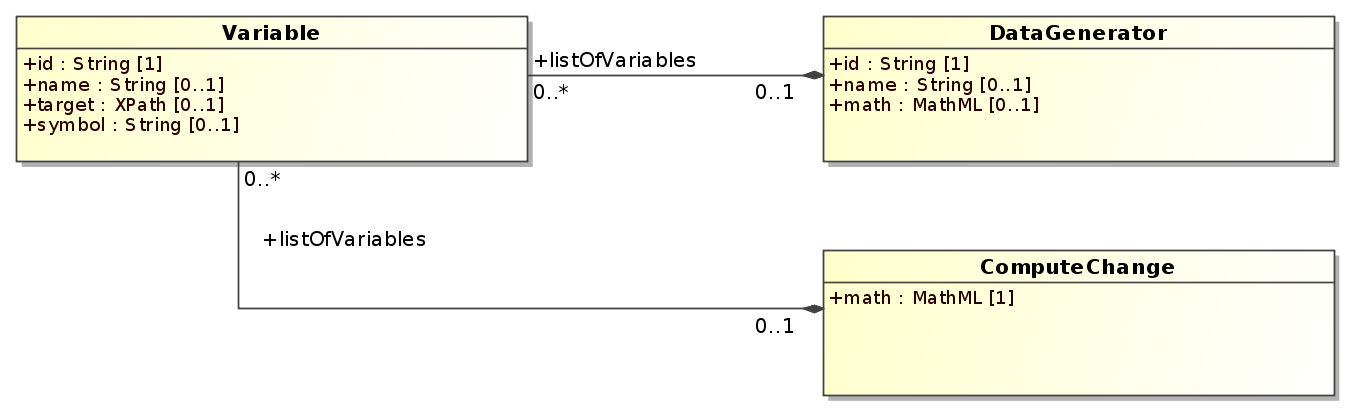 Variable
+id : String [1]
+name : String [0..1]
+target : XPath [0..1]
+symbol : String [0..1]
+listOfVariables
0..*
0..1
DataGenerator
+id : String [1]
+name : String [0..1]
+math : MathML [0..1]
0..*
+listOfVariables
0..1
ComputeChange
+math : MathML [1]